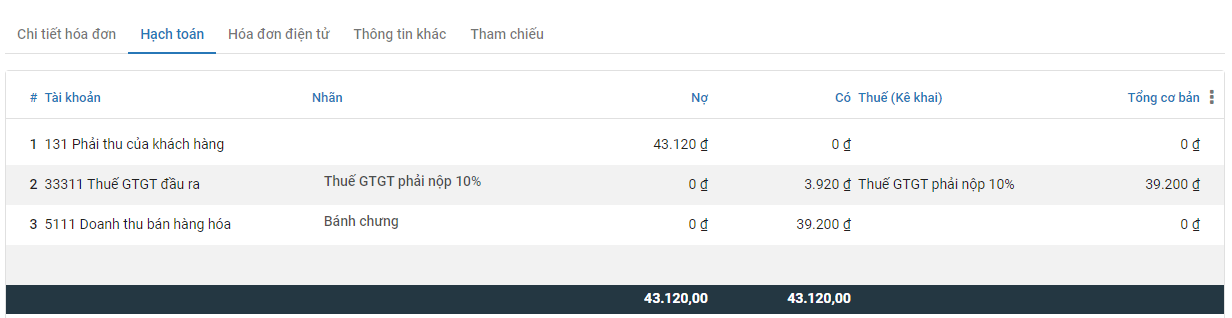 Chi tiết hóa đơn Hạch toán Hóa đơn điện tử Thông tin khác Tham chiếu
# Tài khoản Nhãn Nợ Có Thuế (Kê khai) Tổng cơ bản
1 131 Phải thu của khách hàng 43.120 ₫ 0 ₫ 0 ₫
2 33311 Thuế GTGT đầu ra Thuế GTGT phải nộp 10% 0 ₫ 3.920 ₫ Thuế GTGT phải nộp 10% 39.200 ₫
3 5111 Doanh thu bán hàng hóa Bánh chưng 0 ₫ 39.200 ₫ 0 ₫
43.120,00 43.120,00